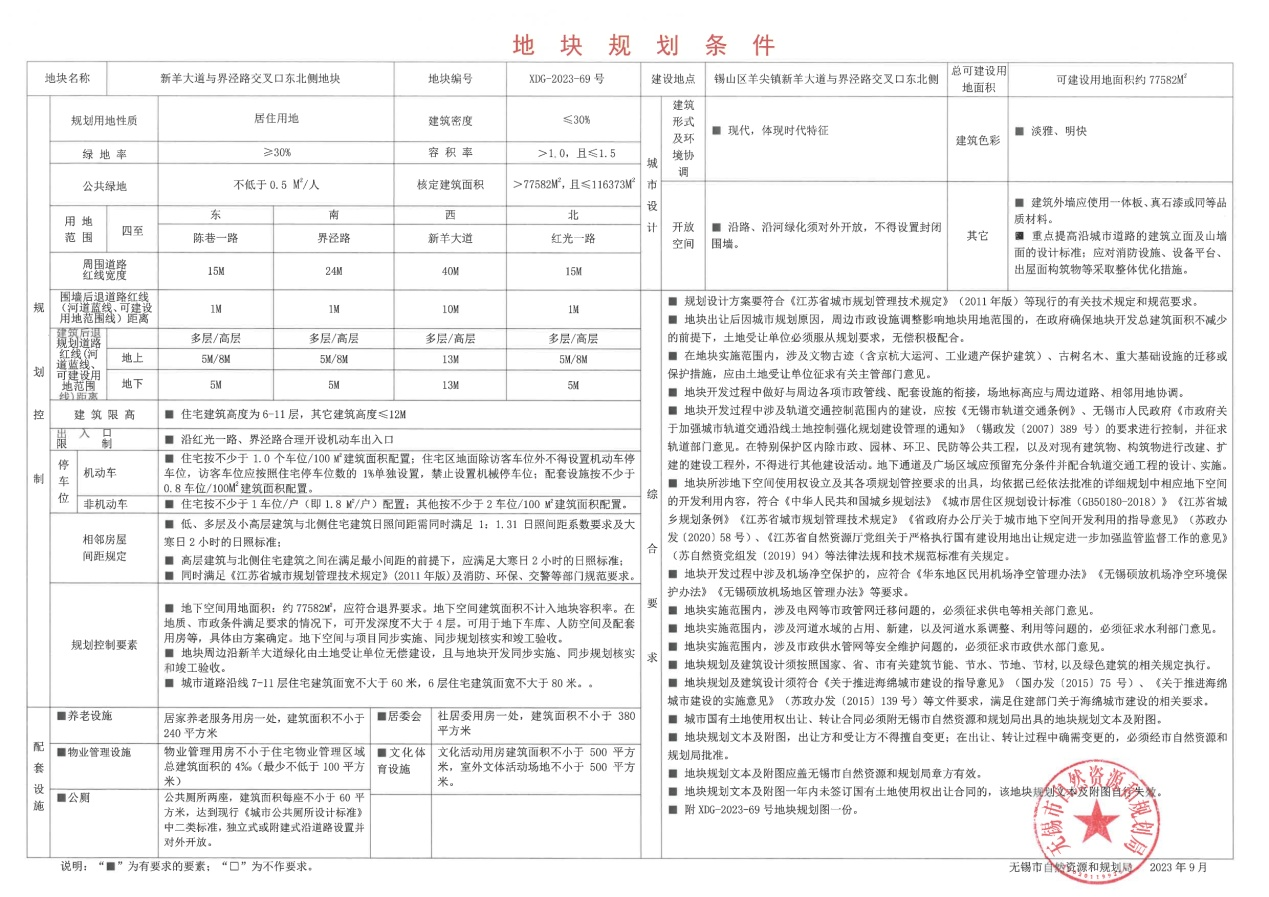 地块规划条件
地块名称 新羊大道与界泾路交叉口东北侧地块 地块编号 XDG-2023-69 号 建设地点 锡山区羊尖镇新羊大道与界泾路交叉口东北侧 总可建设用地面积 可建设用地面积约 77582M²
规划控制
规划用地性质 居住用地 建筑密度 ≤30%
绿地率 ≥30% 容积率 >1.0，且≤1.5
公共绿地 不低于 0.5 M²/人 核定建筑面积 >77582M²，且≤116373M²
用地范围 四至 东 南 西 北
陈巷一路 界泾路 新羊大道 红光一路
周围道路红线宽度 15M 24M 40M 15M
围墙后退道路红线
（河道蓝线、可建设
用地范围线）距离 1M 1M 10M 1M
建筑后退
规划道路
红线(河
道蓝线、
可建设用
地范围
线)距离
多层/高层 多层/高层 多层/高层 多层/高层
地上 5M/8M 5M/8M 13M 5M/8M
地下 5M 5M 13M 5M
建筑限高 ■ 住宅建筑高度为 6-11 层，其它建筑高度≤12M
出入口限制 ■ 沿红光一路、界泾路合理开设机动车出入口
停车位
机动车 ■ 住宅按不少于 1.0 个车位/100 M²建筑面积配置；住宅区地面除访客车位外不得设置机动车停
车位，访客车位应按照住宅停车位数的 1%单独设置，禁止设置机械停车位；配套设施按不少于
0.8 车位/100M²建筑面积配置。
非机动车 ■ 住宅按不少于 1 车位/户（即 1.8 M²/户）配置；其他按不少于 2 车位/100 M²建筑面积配置。
相邻房屋
间距规定
■ 低、多层及小高层建筑与北侧住宅建筑日照间距需同时满足 1：1.31 日照间距系数要求及大
寒日 2 小时的日照标准；
■ 高层建筑与北侧住宅建筑之间在满足最小间距的前提下，应满足大寒日 2 小时的日照标准；
■ 同时满足《江苏省城市规划管理技术规定》(2011 年版)及消防、环保、交警等部门规范要求。
规划控制要素
■ 地下空间用地面积：约 77582M²，应符合退界要求。地下空间建筑面积不计入地块容积率。在
地质、市政条件满足要求的情况下，可开发深度不大于 4 层。可用于地下车库、人防空间及配套
用房等，具体由方案确定。地下空间与项目同步实施、同步规划核实和竣工验收。
■ 地块周边沿新羊大道绿化由土地受让单位无偿建设，且与地块开发同步实施、同步规划核实
和竣工验收。
■ 城市道路沿线 7-11 层住宅建筑面宽不大于 60 米，6 层住宅建筑面宽不大于 80 米。。
配套设施
■养老设施 居家养老服务用房一处，建筑面积不小于
240 平方米
■居委会 社居委用房一处，建筑面积不小于 380
平方米
■物业管理设施 物业管理用房不小于住宅物业管理区域
总建筑面积的 4‰（最少不低于 100 平方
米）
■文化体育设施 文化活动用房建筑面积不小于 500 平方
米，室外文体活动场地不小于 500 平方
米。
■公厕 公共厕所两座，建筑面积每座不小于 60 平
方米，达到现行《城市公共厕所设计标准》
中二类标准，独立式或附建式沿道路设置并
对外开放。
城市设计
建筑形式及环境协调 ■ 现代，体现时代特征 建筑色彩 ■ 淡雅、明快
开放空间 ■ 沿路、沿河绿化须对外开放，不得设置封闭
围墙。
其它 ■ 建筑外墙应使用一体板、真石漆或同等品
质材料。
■ 重点提高沿城市道路的建筑立面及山墙
面的设计标准；应对消防设施、设备平台、
出屋面构筑物等采取整体优化措施。
综合要求
■ 规划设计方案要符合《江苏省城市规划管理技术规定》（2011 年版）等现行的有关技术规定和规范要求。
■ 地块出让后因城市规划原因，周边市政设施调整影响地块用地范围的，在政府确保地块开发总建筑面积不减少
的前提下，土地受让单位必须服从规划要求，无偿积极配合。
■ 在地块实施范围内，涉及文物古迹（含京杭大运河、工业遗产保护建筑）、古树名木、重大基础设施的迁移或
保护措施，应由土地受让单位征求有关主管部门意见。
■ 地块开发过程中做好与周边各项市政管线、配套设施的衔接，场地标高应与周边道路、相邻用地协调。
■ 地块开发过程中涉及轨道交通控制范围内的建设，应按《无锡市轨道交通条例》、无锡市人民政府《市政府关
于加强城市轨道交通沿线土地控制强化规划建设管理的通知》（锡政发〔2007〕389 号）的要求进行控制，并征求
轨道部门意见。在特别保护区内除市政、园林、环卫、民防等公共工程，以及对现有建筑物、构筑物进行改建、扩
建的建设工程外，不得进行其他建设活动。地下通道及广场区域应预留充分条件并配合轨道交通工程的设计、实施。
■ 地块所涉地下空间使用权设立及其各项规划管控要求的出具，均依据已经依法批准的详细规划中相应地下空间
的开发利用内容，符合《中华人民共和国城乡规划法》《城市居住区规划设计标准（GB50180-2018）》《江苏省城
乡规划条例》《江苏省城市规划管理技术规定》《省政府办公厅关于城市地下空间开发利用的指导意见》（苏政办
发〔2020〕58 号）、《江苏省自然资源厅党组关于严格执行国有建设用地出让规定进一步加强监管监督工作的意见》
（苏自然资党组发〔2019〕94）等法律法规和技术规范标准有关规定。
■ 地块开发过程中涉及机场净空保护的，应符合《华东地区民用机场净空管理办法》《无锡硕放机场净空环境保
护办法》《无锡硕放机场地区管理办法》等要求。
■ 地块实施范围内，涉及电网等市政管网迁移问题的，必须征求供电等相关部门意见。
■ 地块实施范围内，涉及河道水域的占用、新建，以及河道水系调整、利用等问题的，必须征求水利部门意见。
■ 地块实施范围内，涉及市政供水管网等安全维护问题的，必须征求市政供水部门意见。
■ 地块规划及建筑设计须按照国家、省、市有关建筑节能、节水、节地、节材，以及绿色建筑的相关规定执行。
■ 地块规划及建筑设计须符合《关于推进海绵城市建设的指导意见》（国办发〔2015〕75 号）、《关于推进海绵
城市建设的实施意见》（苏政办发〔2015〕139 号）等文件要求，满足住建部门关于海绵城市建设的相关要求。
■ 城市国有土地使用权出让、转让合同必须附无锡市自然资源和规划局出具的地块规划文本及附图。
■ 地块规划文本及附图，出让方和受让方不得擅自变更；在出让、转让过程中确需变更的，必须经市自然资源和
规划局批准。
■ 地块规划文本及附图应盖无锡市自然资源和规划局章方有效。
■ 地块规划文本及附图一年内未签订国有土地使用权出让合同的，该地块规划文本及附图自行失效。
■ 附 XDG-2023-69 号地块规划图一份。
无锡市自然资源和规划局
说明：“■”为有要求的要素；“□”为不作要求。
无锡市自然资源和规划局 2023 年 9 月